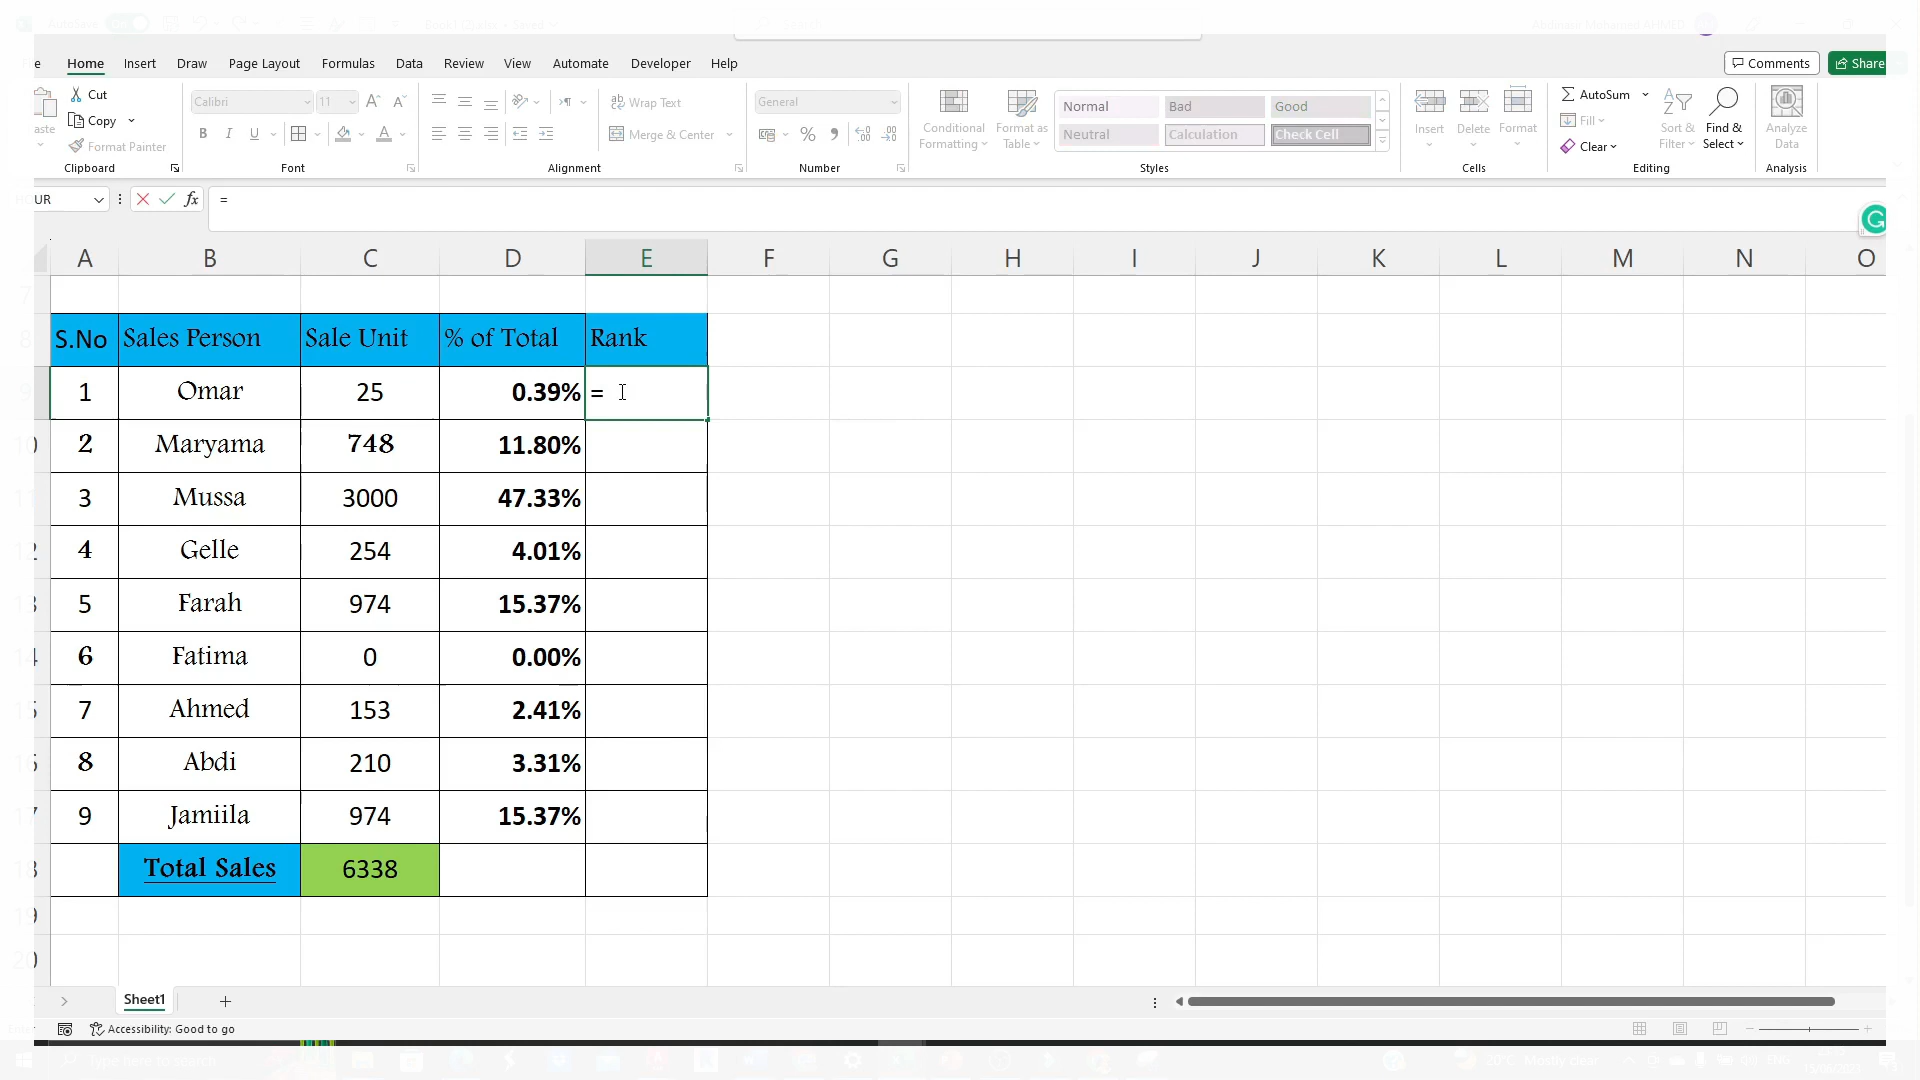 Home Insert Draw Page Layout Formulas Data Review View Automate Developer Help Comments Share
Cut
Copy
Format Painter
Clipboard
Calibri 11
B I U
Font
Wrap Text
Merge & Center
Alignment
General
Number
Conditional Formatting
Format as Table
Normal Bad Good
Neutral Calculation Check Cell
Styles
Insert Delete Format
Cells
AutoSum
Fill
Clear
Sort & Filter
Find & Select
Editing
Analyze Data
Analysis
fx =
A B C D E F G H I J K L M N O
S.No Sales Person Sale Unit % of Total Rank
1 Omar 25 0.39% =
2 Maryama 748 11.80%
3 Mussa 3000 47.33%
4 Gelle 254 4.01%
5 Farah 974 15.37%
6 Fatima 0 0.00%
7 Ahmed 153 2.41%
8 Abdi 210 3.31%
9 Jamiila 974 15.37%
Total Sales 6338
Sheet1
Accessibility: Good to go